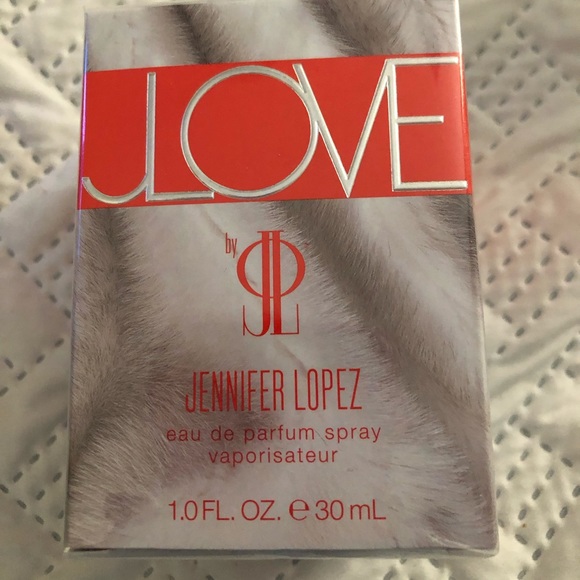 JLOVE
by JL
JENNIFER LOPEZ
eau de parfum spray
vaporisateur
1.0 FL. OZ. ℮ 30 mL